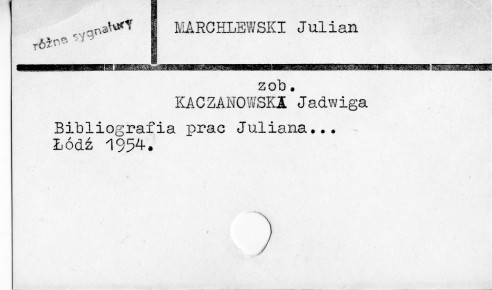 różne sygnatury
MARCHLEWSKI Julian
zob.
KACZANOWSKA Jadwiga
Bibliografia prac Juliana...
Łódź 1954.